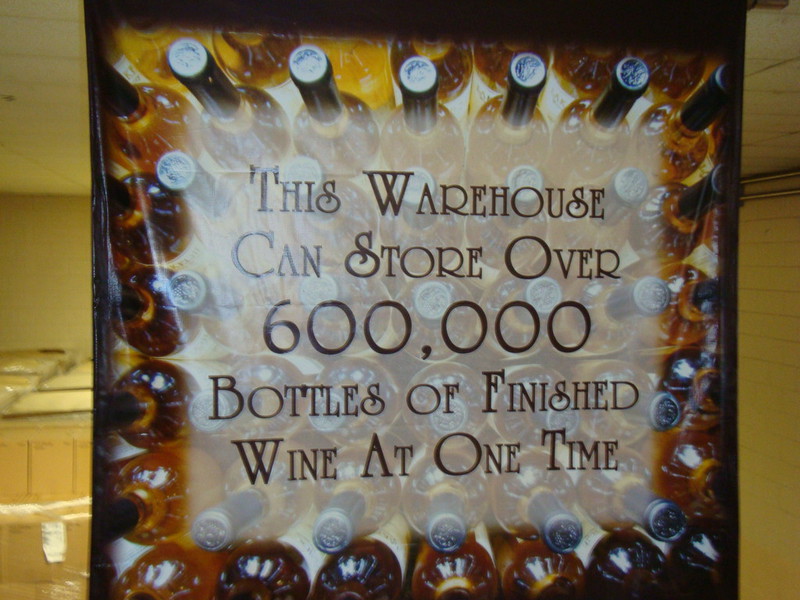 This Warehouse
Can Store Over
600,000
Bottles of Finished
Wine At One Time